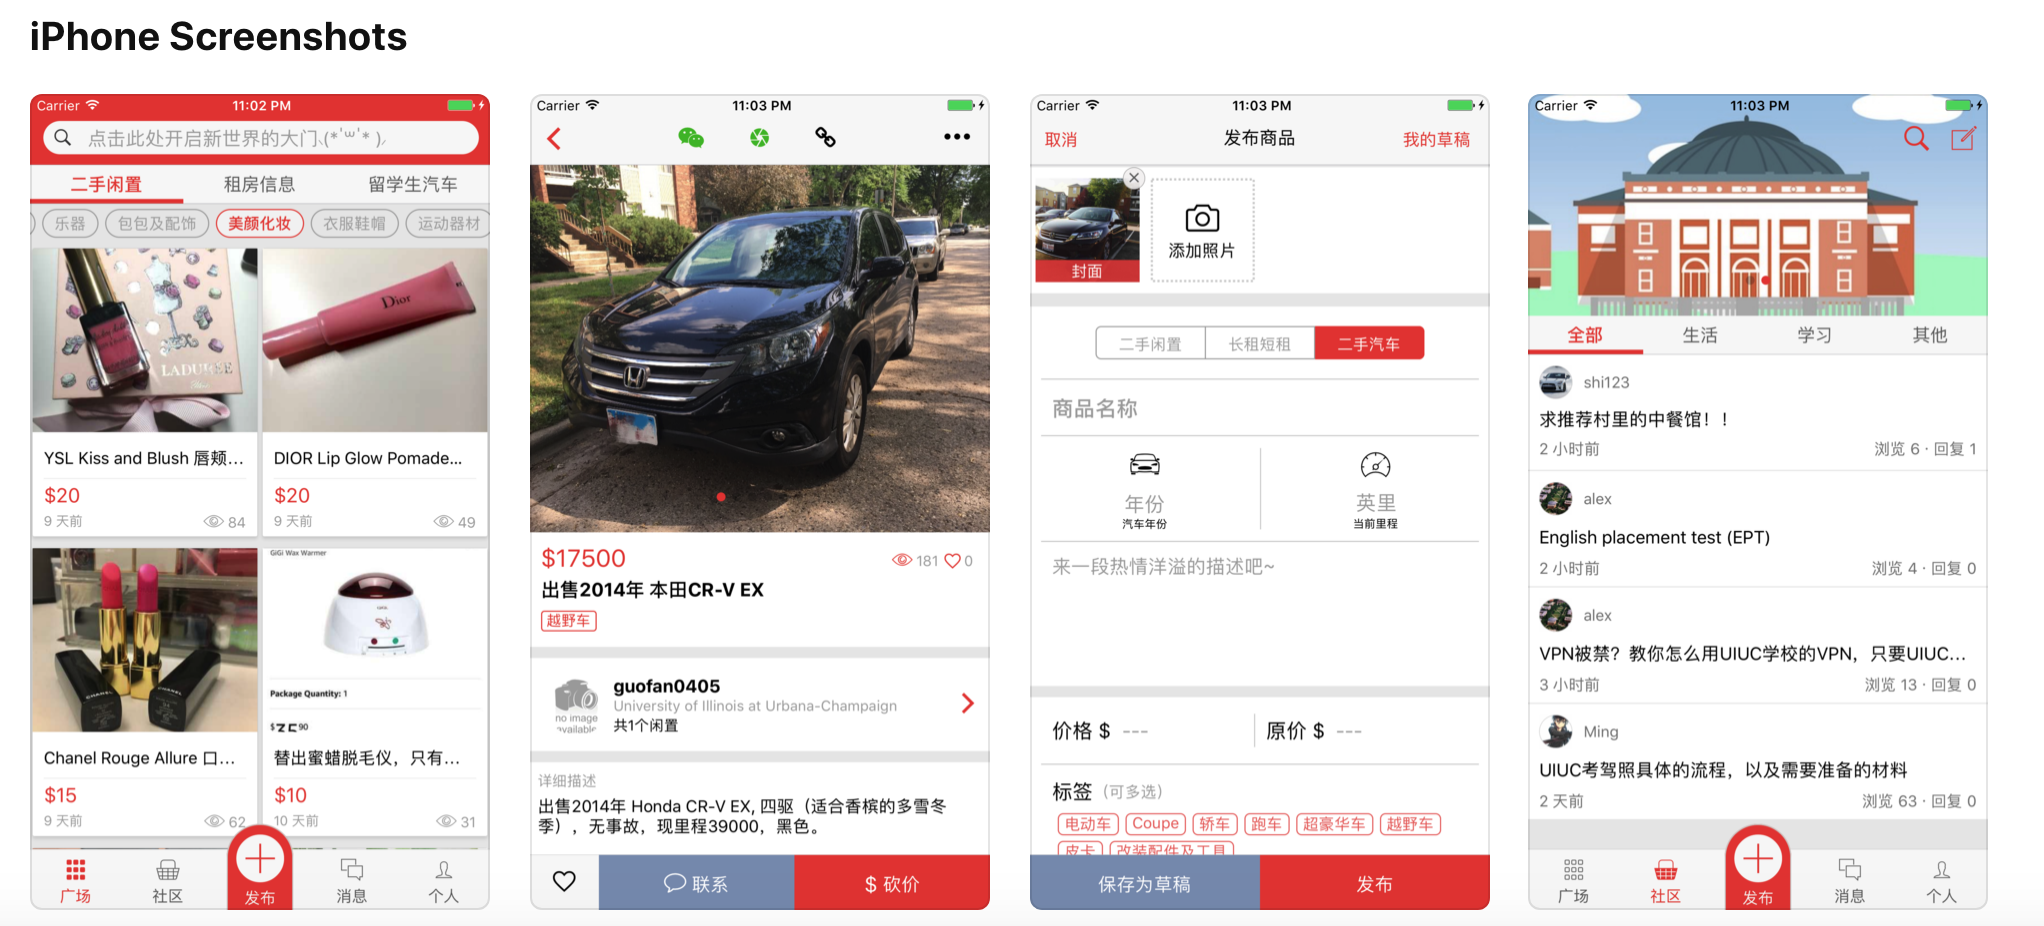 iPhone Screenshots
Carrier 11:02 PM
点击此处开启新世界的大门
二手闲置 租房信息 留学生汽车
乐器 包包及配饰 美颜化妆 衣服鞋帽 运动器材
LADURÉE
Dior
YSL Kiss and Blush 唇颊...
$20
9 天前 84
DIOR Lip Glow Pomade...
$20
9 天前 49
GiGi Wax Warmer
Package Quantity: 1
CHANEL
Chanel Rouge Allure 口...
$15
9 天前 62
替出蜜蜡脱毛仪，只有...
$10
10 天前 31
广场 社区 发布 消息 个人
Carrier 11:03 PM
$17500 181 0
出售2014年 本田CR-V EX
越野车
no image
available
guofan0405
University of Illinois at Urbana-Champaign
共1个闲置
详细描述
出售2014年 Honda CR-V EX, 四驱（适合香槟的多雪冬
季），无事故，现里程39000，黑色。
联系 $ 砍价
Carrier 11:03 PM
取消 发布商品 我的草稿
封面
添加照片
二手闲置 长租短租 二手汽车
商品名称
年份 英里
汽车年份 当前里程
来一段热情洋溢的描述吧~
价格 $ --- 原价 $ ---
标签（可多选）
电动车 Coupe 轿车 跑车 超豪华车 越野车
皮卡 改装配件及工具
保存为草稿 发布
Carrier 11:03 PM
全部 生活 学习 其他
shi123
求推荐村里的中餐馆！！
2 小时前 浏览 6 · 回复 1
alex
English placement test (EPT)
2 小时前 浏览 4 · 回复 0
alex
VPN被禁？教你怎么用UIUC学校的VPN，只要UIUC...
3 小时前 浏览 13 · 回复 0
Ming
UIUC考驾照具体的流程，以及需要准备的材料
2 天前 浏览 63 · 回复 0
广场 社区 发布 消息 个人